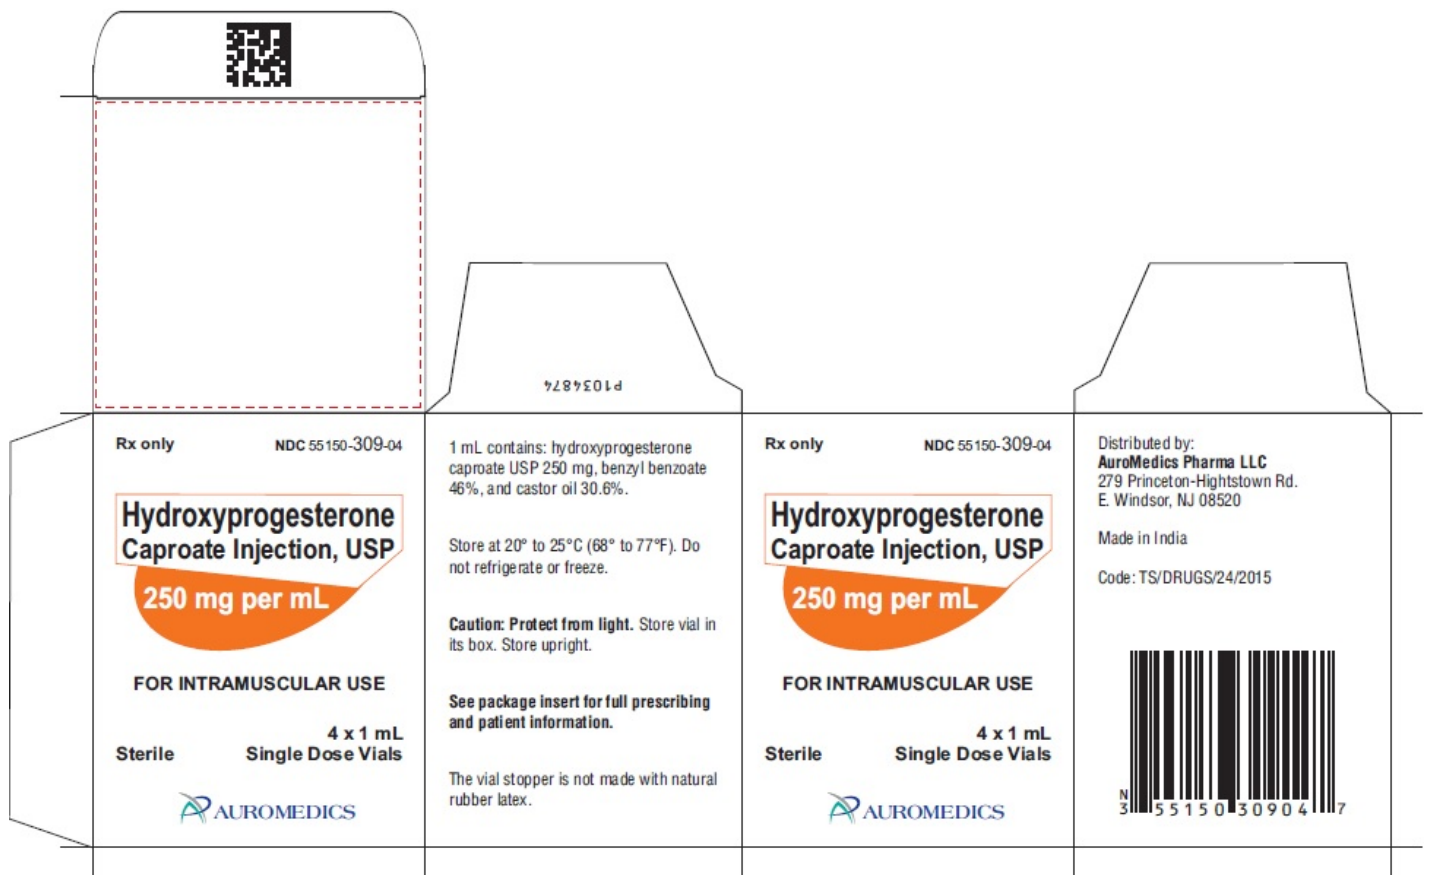 P1034874
Rx only
NDC 55150-309-04
Hydroxyprogesterone
Caproate Injection, USP
250 mg per mL
FOR INTRAMUSCULAR USE
4 x 1 mL
Sterile
Single Dose Vials
AUROMEDICS
1 mL contains: hydroxyprogesterone
caproate USP 250 mg, benzyl benzoate
46%, and castor oil 30.6%.
Store at 20° to 25°C (68° to 77°F). Do
not refrigerate or freeze.
Caution: Protect from light. Store vial in
its box. Store upright.
See package insert for full prescribing
and patient information.
The vial stopper is not made with natural
rubber latex.
Rx only
NDC 55150-309-04
Hydroxyprogesterone
Caproate Injection, USP
250 mg per mL
FOR INTRAMUSCULAR USE
4 x 1 mL
Sterile
Single Dose Vials
AUROMEDICS
Distributed by:
AuroMedics Pharma LLC
279 Princeton-Hightstown Rd.
E. Windsor, NJ 08520
Made in India
Code: TS/DRUGS/24/2015
N
3 55150 30904 7